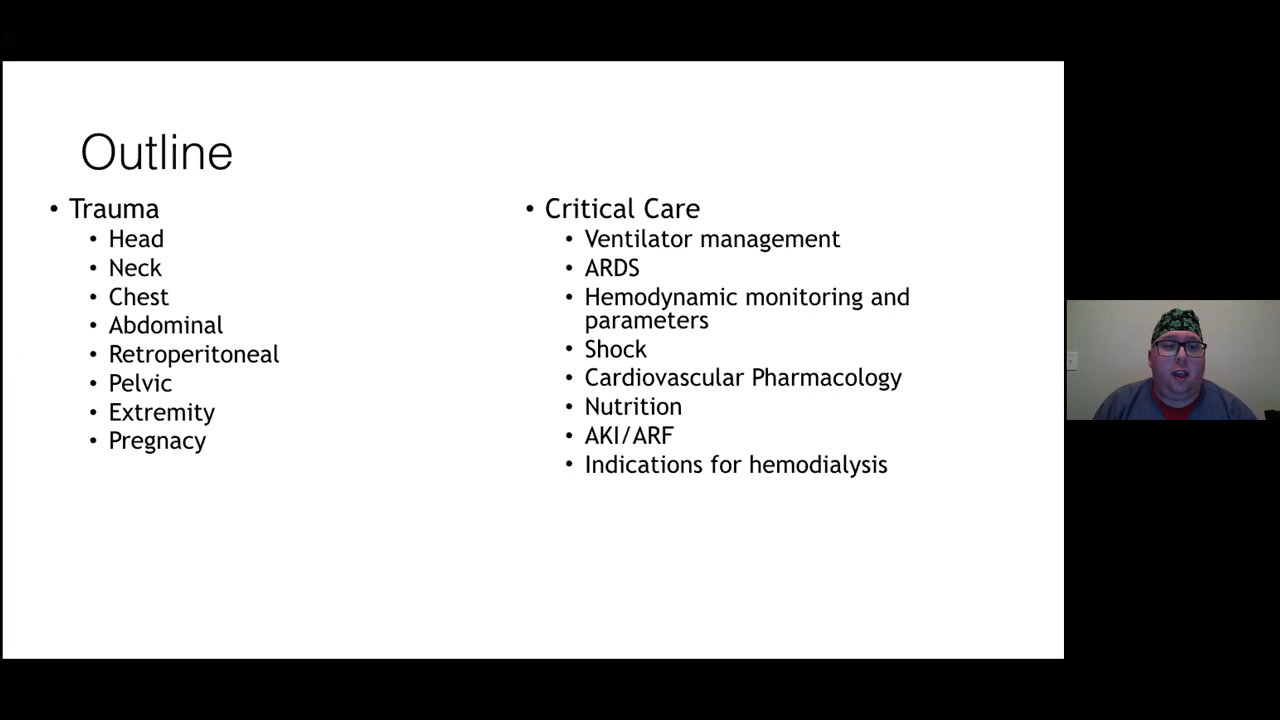 Outline
• Trauma
• Head
• Neck
• Chest
• Abdominal
• Retroperitoneal
• Pelvic
• Extremity
• Pregnacy
• Critical Care
• Ventilator management
• ARDS
• Hemodynamic monitoring and
parameters
• Shock
• Cardiovascular Pharmacology
• Nutrition
• AKI/ARF
• Indications for hemodialysis